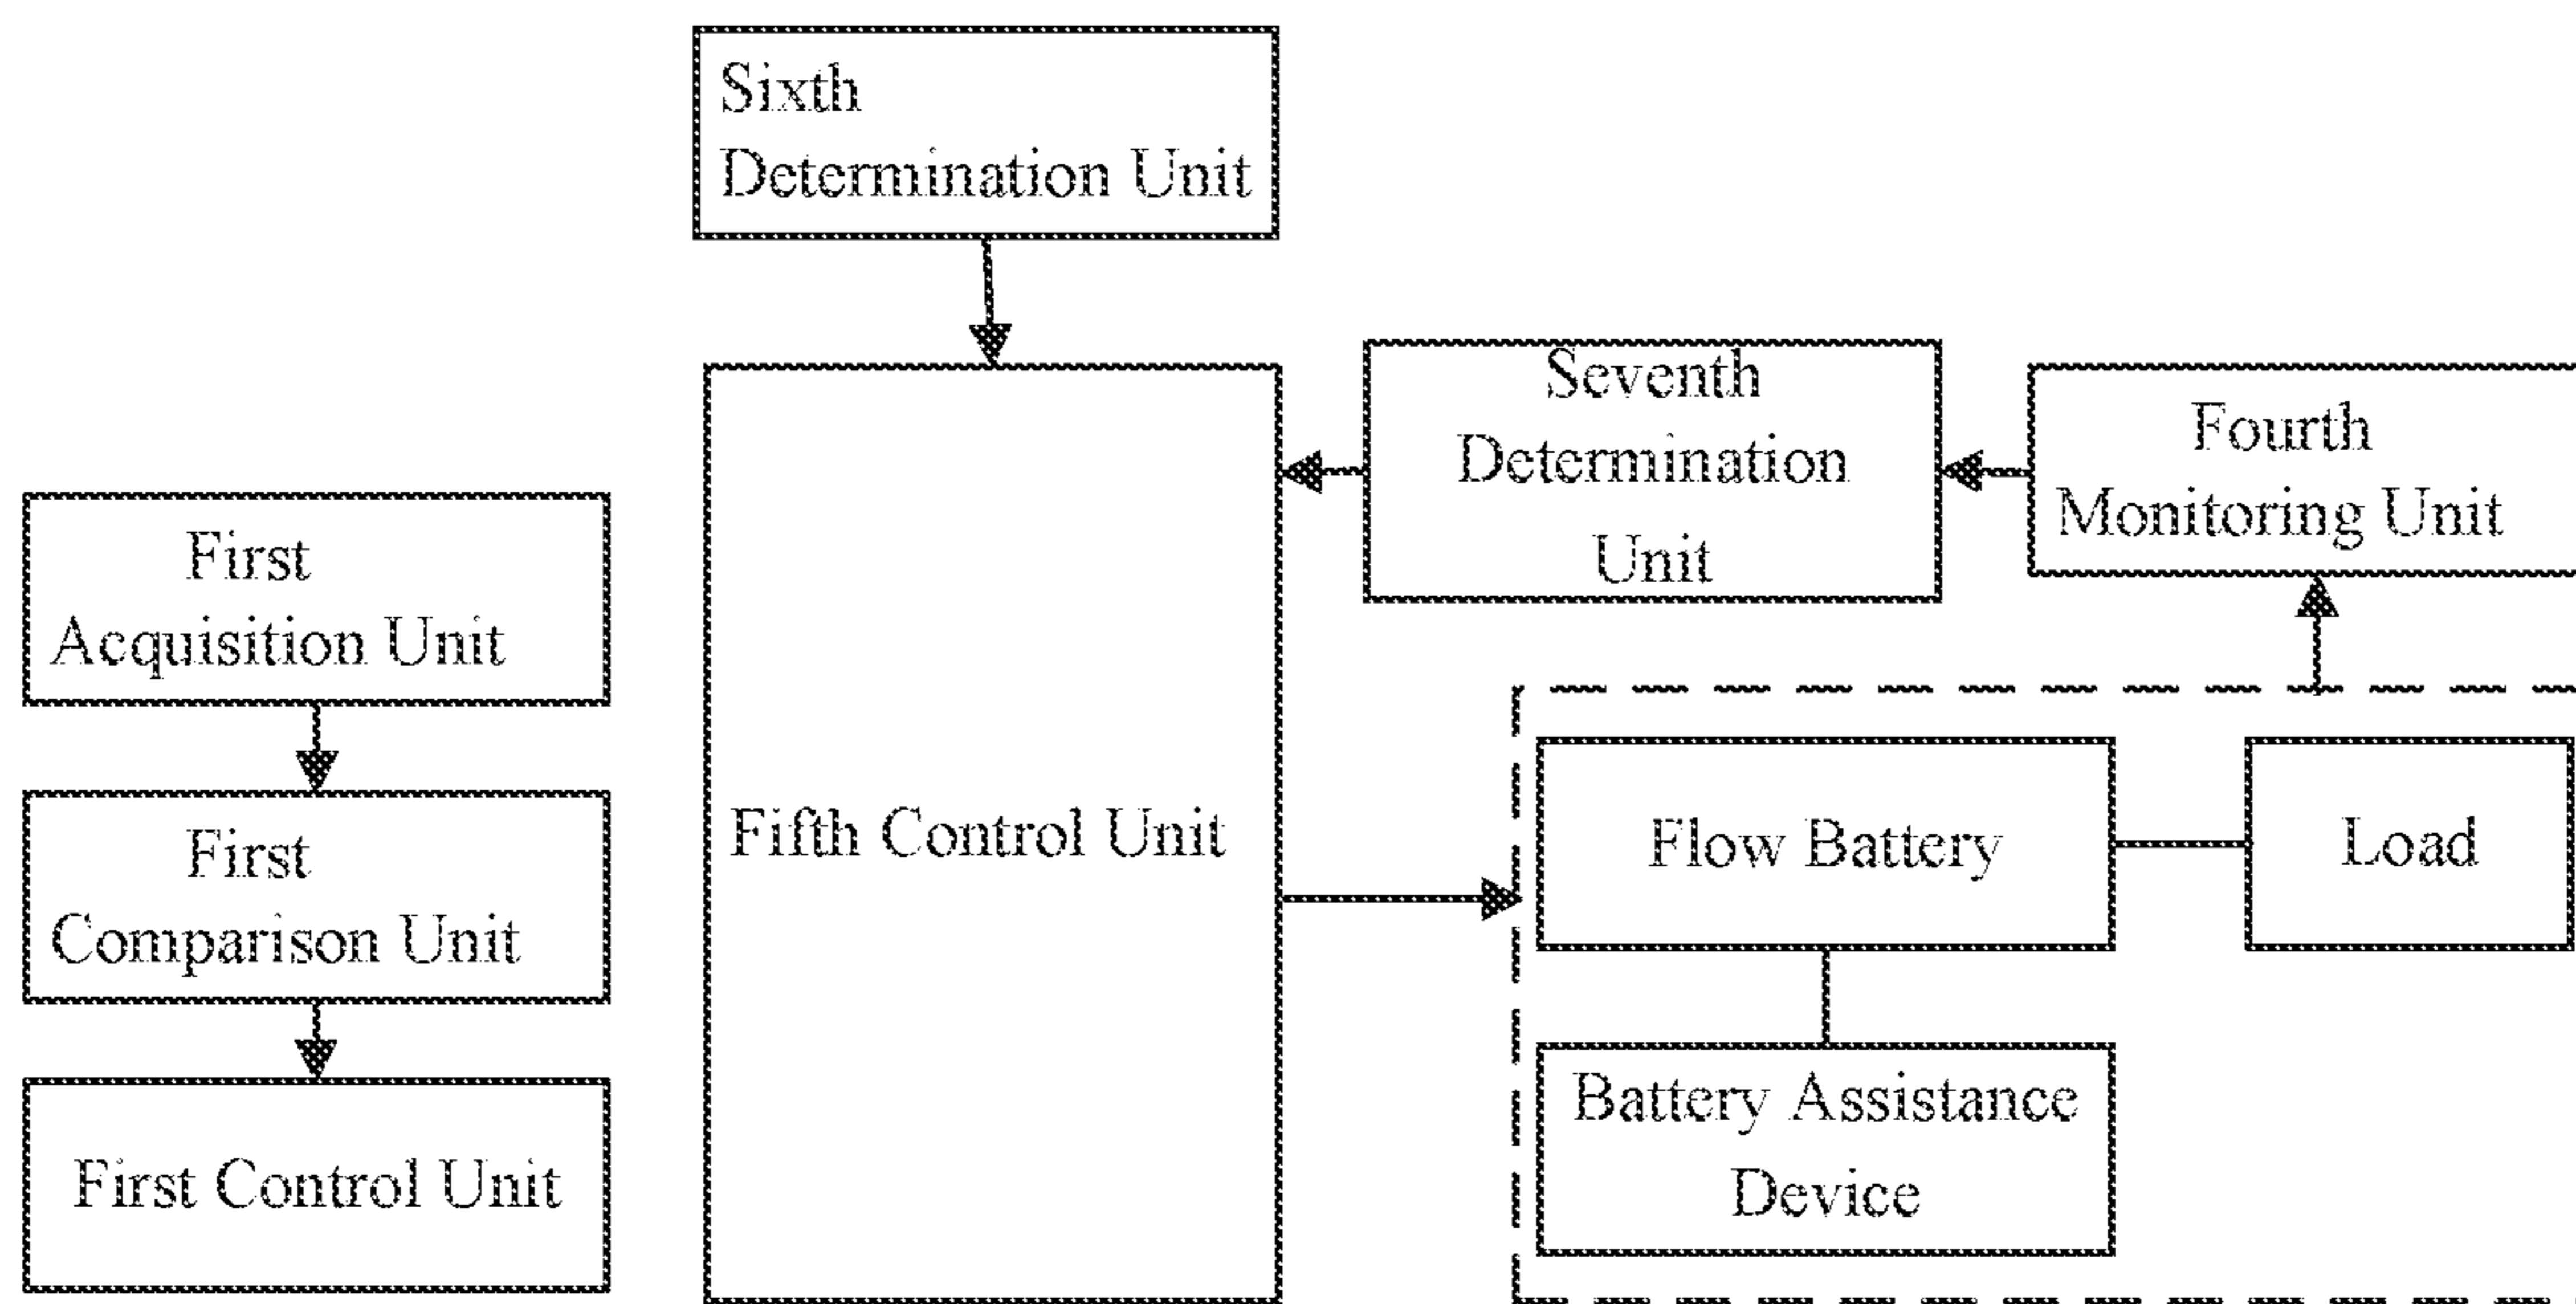 Sixth
Determination Unit
Seventh
Determination
Unit
Fourth
Monitoring Unit
First
Acquisition Unit
First
Comparison Unit
First Control Unit
Fifth Control Unit
Flow Battery
Load
Battery Assistance
Device